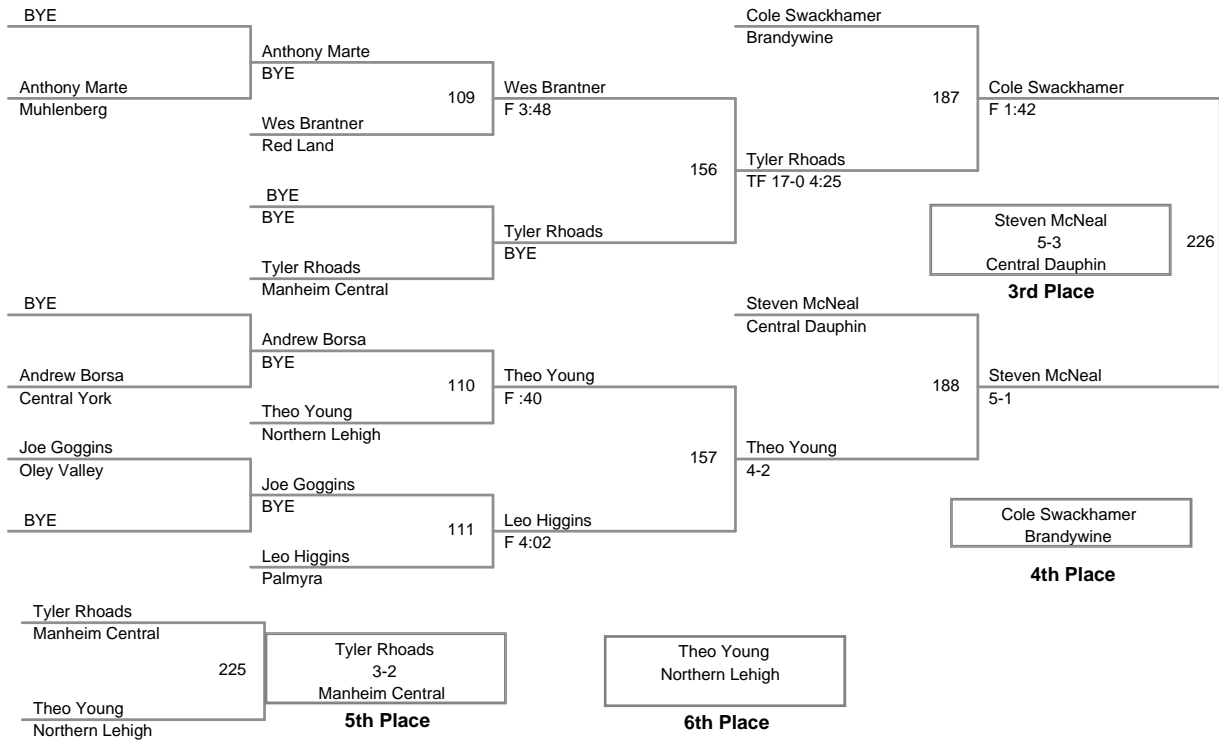 BYE
Anthony Marte
Muhlenberg
Anthony Marte
BYE
109
Wes Brantner
Red Land
Wes Brantner
F 3:48
BYE
BYE
Tyler Rhoads
Manheim Central
Tyler Rhoads
BYE
156
Cole Swackhamer
Brandywine
Tyler Rhoads
TF 17-0 4:25
187
Cole Swackhamer
F 1:42
Steven McNeal
5-3
Central Dauphin
3rd Place
226
BYE
Andrew Borsa
Central York
Andrew Borsa
BYE
110
Theo Young
Northern Lehigh
Theo Young
F :40
Joe Goggins
Oley Valley
BYE
Joe Goggins
BYE
111
Leo Higgins
Palmyra
Leo Higgins
F 4:02
157
Steven McNeal
Central Dauphin
Theo Young
4-2
188
Steven McNeal
5-1
Cole Swackhamer
Brandywine
4th Place
Tyler Rhoads
Manheim Central
225
Theo Young
Northern Lehigh
Tyler Rhoads
3-2
Manheim Central
5th Place
Theo Young
Northern Lehigh
6th Place